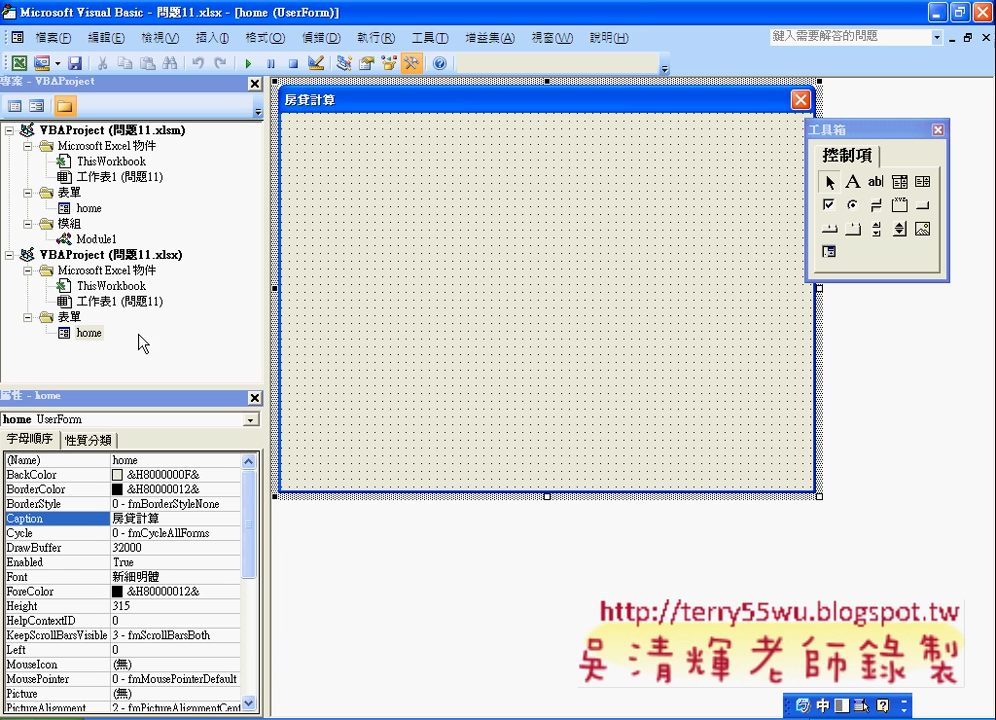 Microsoft Visual Basic - 問題11.xlsx - [home (UserForm)]
檔案(F) 編輯(E) 檢視(V) 插入(I) 格式(O) 偵錯(D) 執行(R) 工具(T) 增益集(A) 視窗(W) 說明(H) 鍵入需要解答的問題
專案 - VBAProject
VBAProject (問題11.xlsm)
Microsoft Excel 物件
ThisWorkbook
工作表1 (問題11)
表單
home
模組
Module1
VBAProject (問題11.xlsx)
Microsoft Excel 物件
ThisWorkbook
工作表1 (問題11)
表單
home
屬性 - home
home UserForm
字母順序 性質分類
(Name) home
BackColor &H8000000F&
BorderColor &H80000012&
BorderStyle 0 - fmBorderStyleNone
Caption 房貸計算
Cycle 0 - fmCycleAllForms
DrawBuffer 32000
Enabled True
Font 新細明體
ForeColor &H80000012&
Height 315
HelpContextID 0
KeepScrollBarsVisible 3 - fmScrollBarsBoth
Left 0
MouseIcon (無)
MousePointer 0 - fmMousePointerDefault
Picture (無)
PictureAlignment 2 - fmPictureAlignmentCent
房貸計算
工具箱
控制項
A abl
http://terry55wu.blogspot.tw
吳清輝老師錄製
中